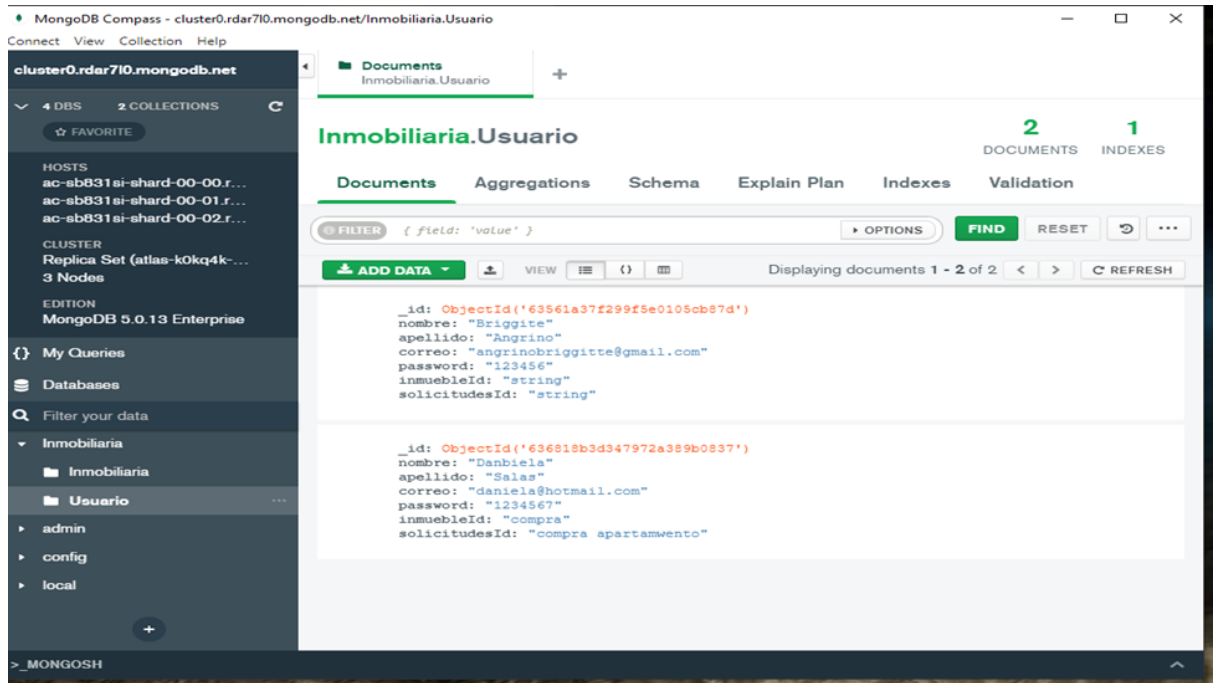 MongoDB Compass - cluster0.rdar7l0.mongodb.net/Inmobiliaria.Usuario
Connect View Collection Help
cluster0.rdar7l0.mongodb.net
4 DBS 2 COLLECTIONS
FAVORITE
HOSTS
ac-sb831si-shard-00-00.r...
ac-sb831si-shard-00-01.r...
ac-sb831si-shard-00-02.r...
CLUSTER
Replica Set (atlas-k0kq4k-...
3 Nodes
EDITION
MongoDB 5.0.13 Enterprise
{} My Queries
Databases
Filter your data
Inmobiliaria
Inmobiliaria
Usuario ...
admin
config
local
+
>_MONGOSH
Documents
Inmobiliaria.Usuario
+
Inmobiliaria.Usuario
2 DOCUMENTS
1 INDEXES
Documents Aggregations Schema Explain Plan Indexes Validation
FILTER { field: 'value' } OPTIONS FIND RESET ...
ADD DATA VIEW {} Displaying documents 1 - 2 of 2 < > REFRESH
_id: ObjectId('63561a37f299f5e0105cb87d')
nombre: "Briggite"
apellido: "Angrino"
correo: "angrinobriggitte@gmail.com"
password: "123456"
inmuebleId: "string"
solicitudesId: "string"
_id: ObjectId('636818b3d347972a389b0837')
nombre: "Danbiela"
apellido: "Salas"
correo: "daniela@hotmail.com"
password: "1234567"
inmuebleId: "compra"
solicitudesId: "compra apartamwento"